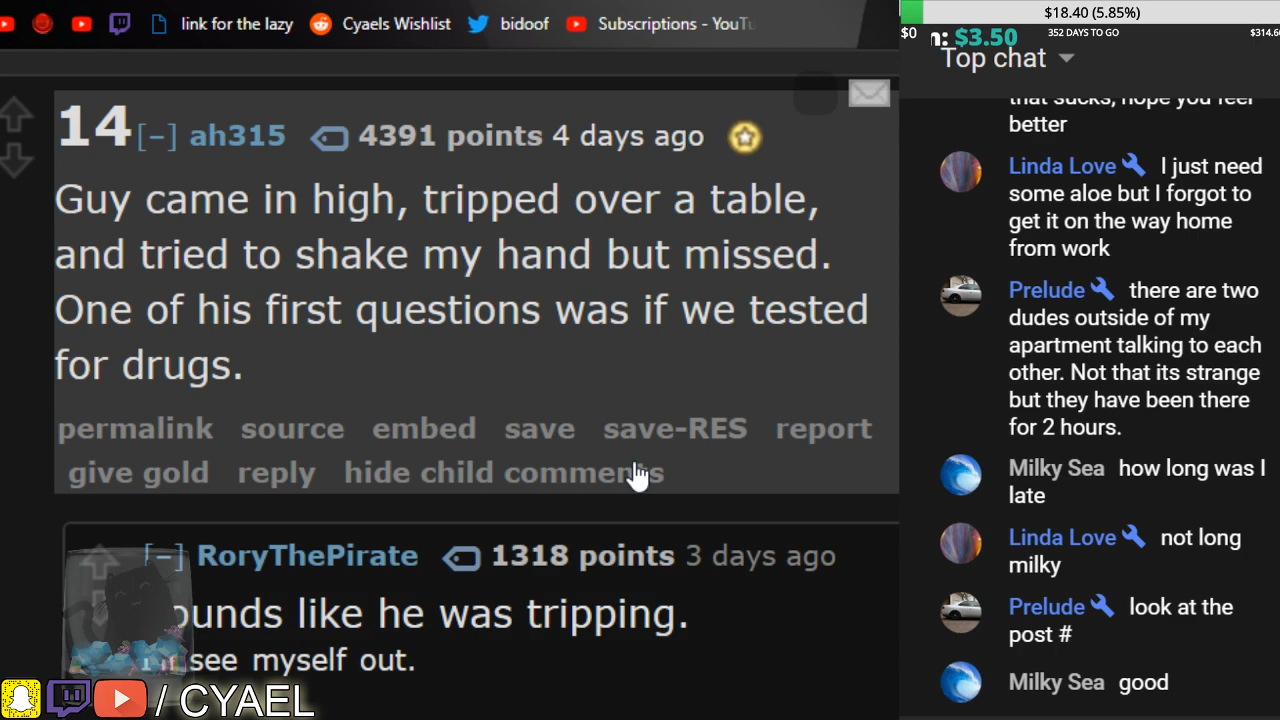 link for the lazy
Cyaels Wishlist
bidoof
Subscriptions - YouTu
$18.40 (5.85%)
$0
n: $3.50
352 DAYS TO GO
$314.6
Top chat
14 [-] ah315 4391 points 4 days ago
Guy came in high, tripped over a table,
and tried to shake my hand but missed.
One of his first questions was if we tested
for drugs.
permalink source embed save save-RES report
give gold reply hide child comments
[-] RoryThePirate 1318 points 3 days ago
ounds like he was tripping.
see myself out.
/ CYAEL
that sucks, hope you feel
better
Linda Love I just need
some aloe but I forgot to
get it on the way home
from work
Prelude there are two
dudes outside of my
apartment talking to each
other. Not that its strange
but they have been there
for 2 hours.
Milky Sea how long was I
late
Linda Love not long
milky
Prelude look at the
post #
Milky Sea good